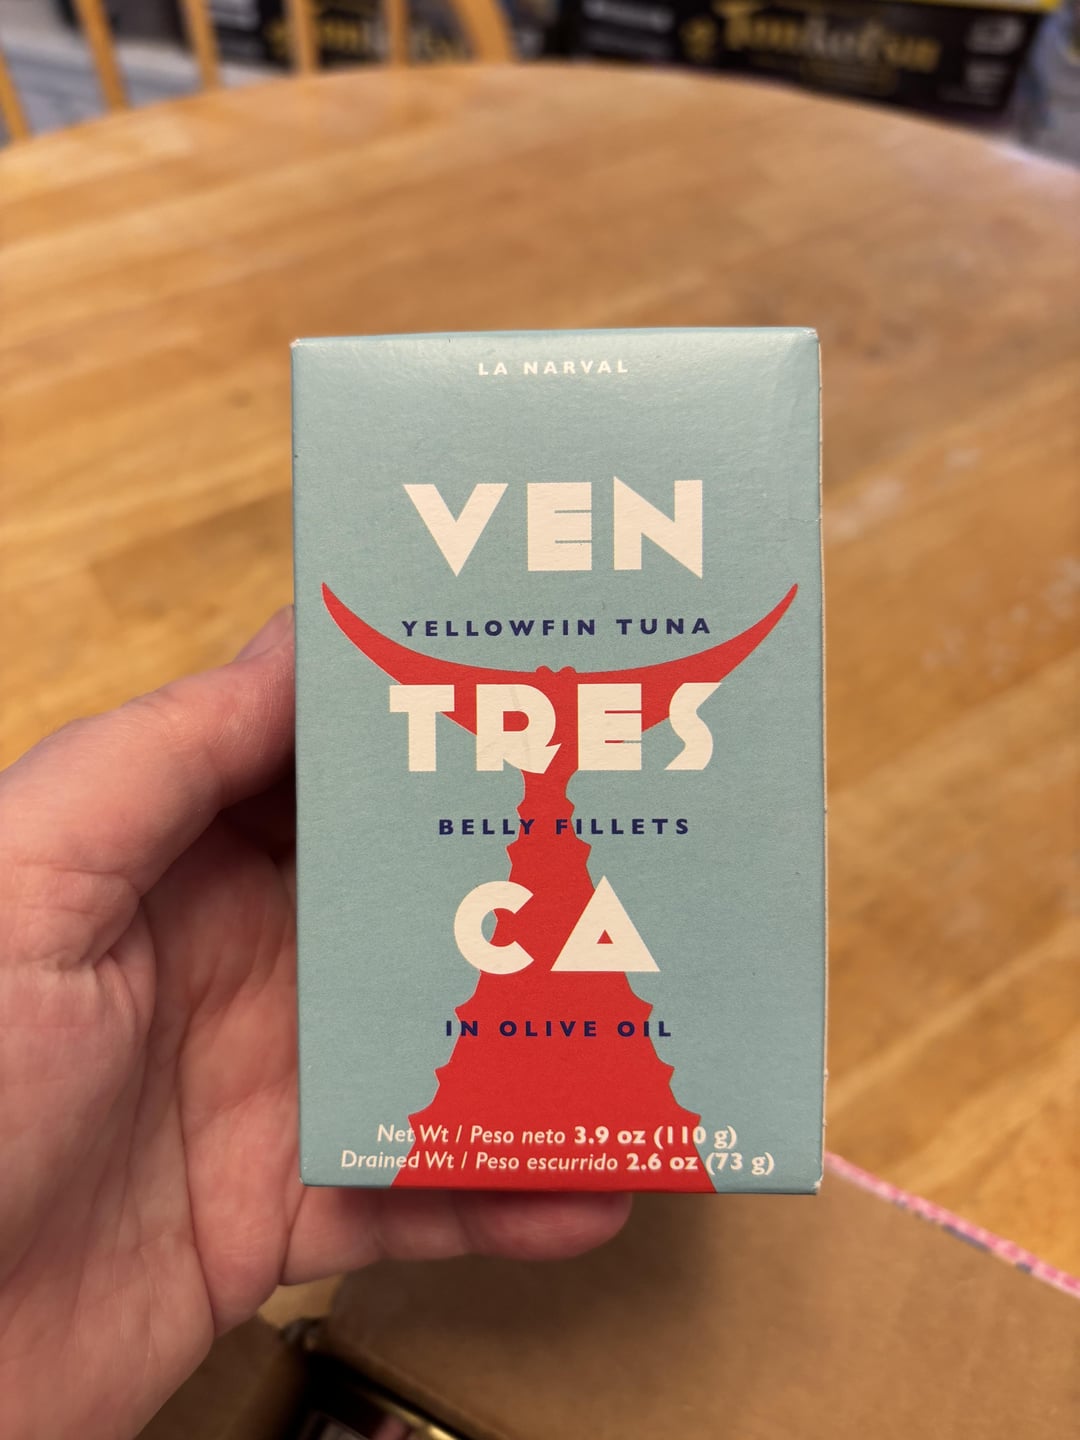 Tonkotsu
LA NARVAL
VEN
YELLOWFIN TUNA
TRES
BELLY FILLETS
CA
IN OLIVE OIL
Net Wt / Peso neto 3.9 oz (110 g)
Drained Wt / Peso escurrido 2.6 oz (73 g)